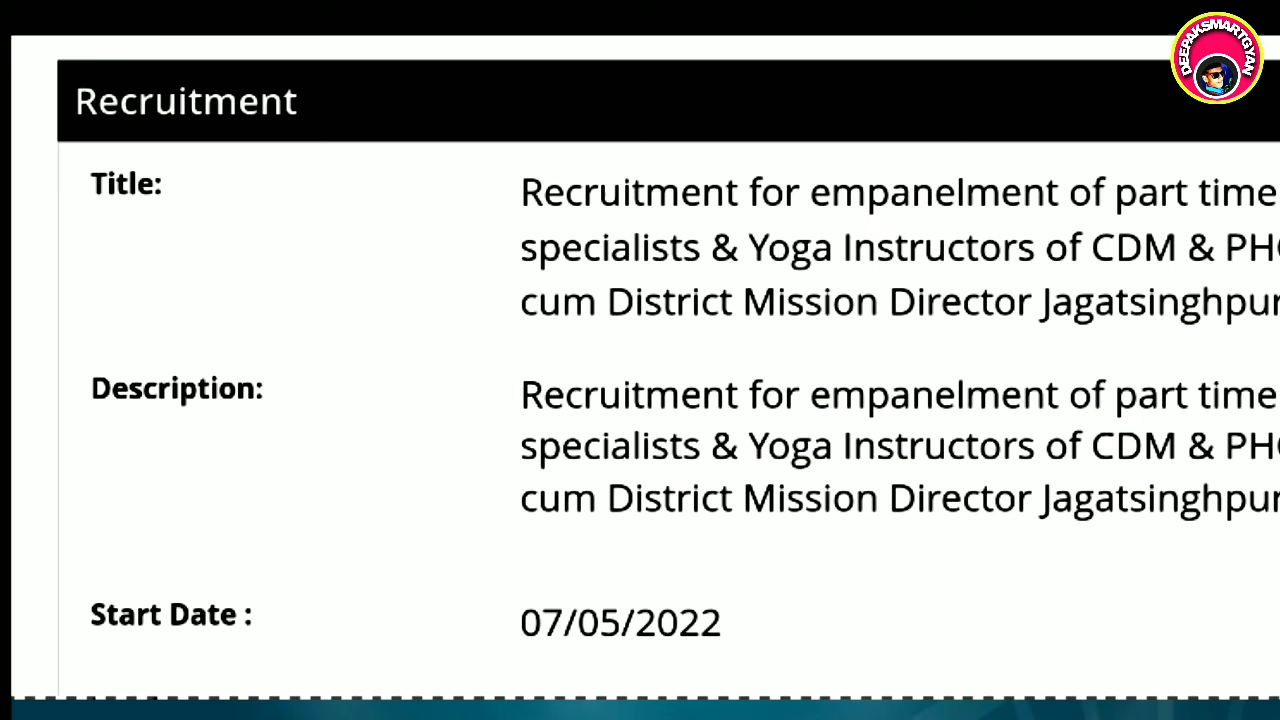 DEEPAKSMARTGYAN
Recruitment
Title:
Recruitment for empanelment of part time
specialists & Yoga Instructors of CDM &
cum District Mission Director Jagatsinghpur
Description:
Recruitment for empanelment of part time
specialists & Yoga Instructors of CDM &
cum District Mission Director Jagatsinghpur
Start Date :
07/05/2022